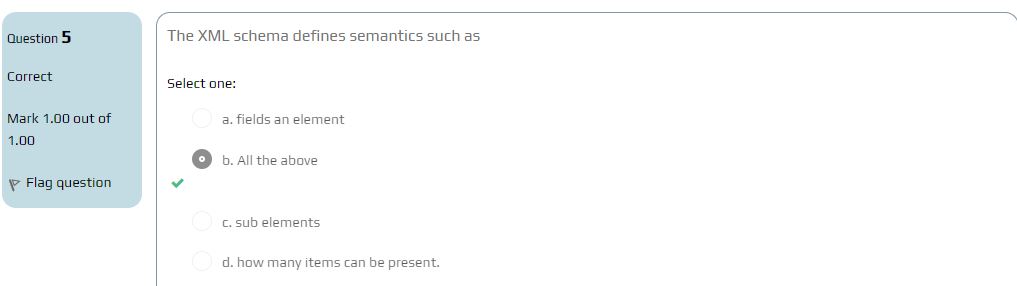 Question 5
Correct
Mark 1.00 out of
1.00
Flag question
The XML schema defines semantics such as
Select one:
a. fields an element
b. All the above
c. sub elements
d. how many items can be present.